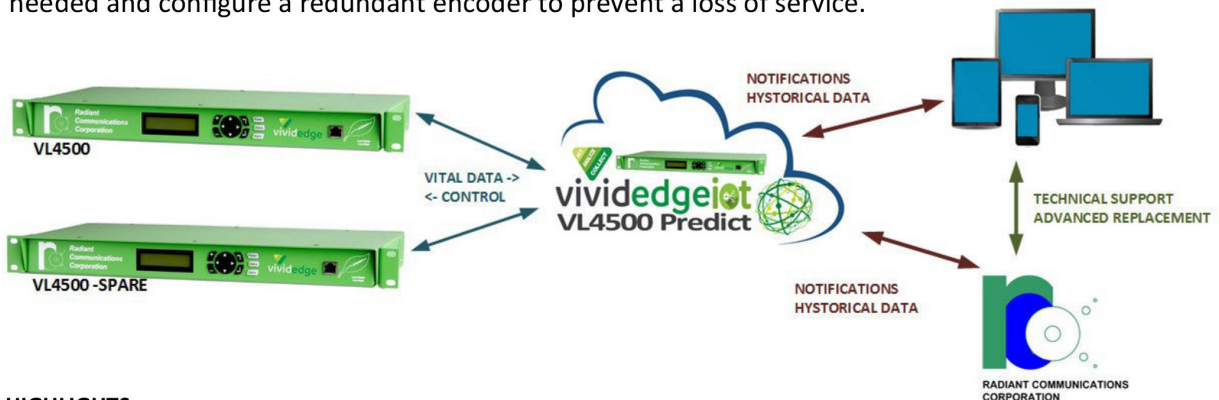 needed and configure a redundant encoder to prevent a loss of service.
NOTIFICATIONS
HYSTORICAL DATA
Radiant
Communications
Corporation
vividedge
VL4500
VITAL DATA ->
<- CONTROL
COLLECT
vividedgeiot
VL4500 Predict
TECHNICAL SUPPORT
ADVANCED REPLACEMENT
Radiant
Communications
Corporation
vividedge
VL4500 -SPARE
NOTIFICATIONS
HYSTORICAL DATA
RADIANT COMMUNICATIONS
CORPORATION
HIGHLIGHTS